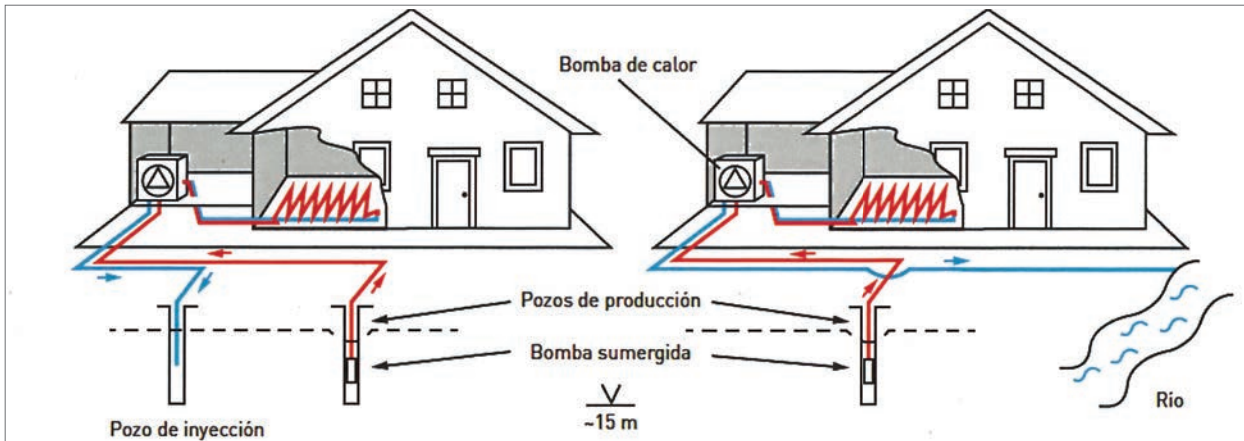 Bomba de calor
Pozos de producción
Bomba sumergida
~15 m
Río
Pozo de inyección